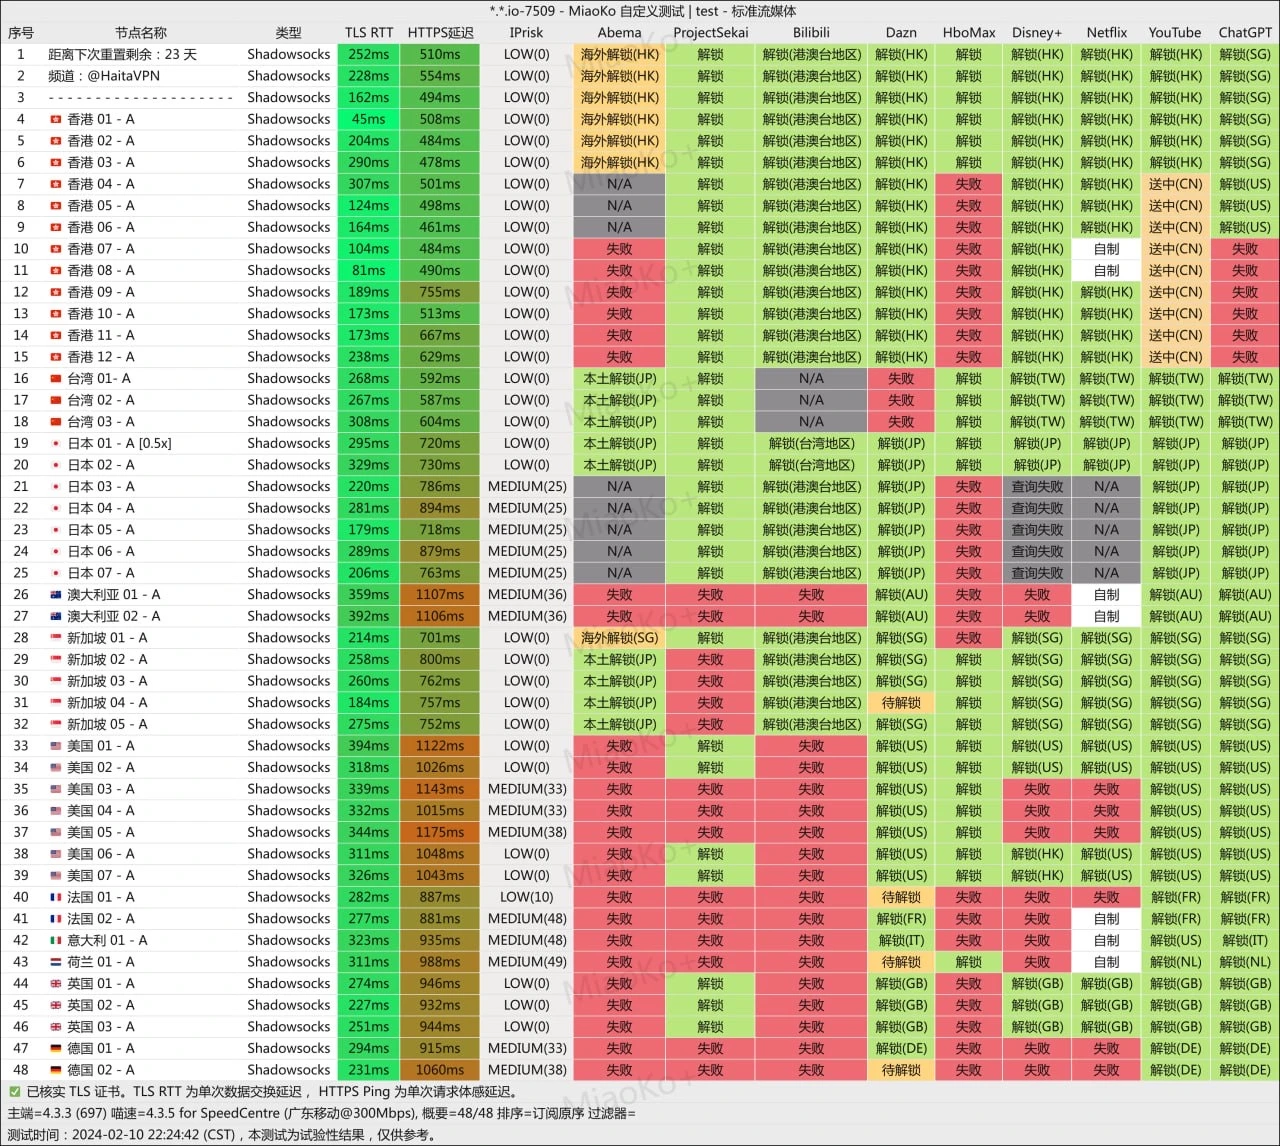 *.*.io-7509 - MiaoKo 自定义测试 | test - 标准流媒体
序号 节点名称 类型 TLS RTT HTTPS延迟 IPrisk Abema ProjectSekai Bilibili Dazn HboMax Disney+ Netflix YouTube ChatGPT
1 距离下次重置剩余：23 天 Shadowsocks 252ms 510ms LOW(0) 海外解锁(HK) 解锁 解锁(港澳台地区) 解锁(HK) 解锁 解锁(HK) 解锁(HK) 解锁(HK) 解锁(SG)
2 频道：@HaitaVPN Shadowsocks 228ms 554ms LOW(0) 海外解锁(HK) 解锁 解锁(港澳台地区) 解锁(HK) 解锁 解锁(HK) 解锁(HK) 解锁(HK) 解锁(SG)
3 - - - - - - - - - - - - - - - - - - - - Shadowsocks 162ms 494ms LOW(0) 海外解锁(HK) 解锁 解锁(港澳台地区) 解锁(HK) 解锁 解锁(HK) 解锁(HK) 解锁(HK) 解锁(SG)
4 香港 01 - A Shadowsocks 45ms 508ms LOW(0) 海外解锁(HK) 解锁 解锁(港澳台地区) 解锁(HK) 解锁 解锁(HK) 解锁(HK) 解锁(HK) 解锁(SG)
5 香港 02 - A Shadowsocks 204ms 484ms LOW(0) 海外解锁(HK) 解锁 解锁(港澳台地区) 解锁(HK) 解锁 解锁(HK) 解锁(HK) 解锁(HK) 解锁(SG)
6 香港 03 - A Shadowsocks 290ms 478ms LOW(0) 海外解锁(HK) 解锁 解锁(港澳台地区) 解锁(HK) 解锁 解锁(HK) 解锁(HK) 解锁(HK) 解锁(SG)
7 香港 04 - A Shadowsocks 307ms 501ms LOW(0) N/A 解锁 解锁(港澳台地区) 解锁(HK) 失败 解锁(HK) 解锁(HK) 送中(CN) 解锁(US)
8 香港 05 - A Shadowsocks 124ms 498ms LOW(0) N/A 解锁 解锁(港澳台地区) 解锁(HK) 失败 解锁(HK) 解锁(HK) 送中(CN) 解锁(US)
9 香港 06 - A Shadowsocks 164ms 461ms LOW(0) N/A 解锁 解锁(港澳台地区) 解锁(HK) 失败 解锁(HK) 解锁(HK) 送中(CN) 解锁(US)
10 香港 07 - A Shadowsocks 104ms 484ms LOW(0) 失败 解锁 解锁(港澳台地区) 解锁(HK) 失败 解锁(HK) 自制 送中(CN) 失败
11 香港 08 - A Shadowsocks 81ms 490ms LOW(0) 失败 解锁 解锁(港澳台地区) 解锁(HK) 失败 解锁(HK) 自制 送中(CN) 失败
12 香港 09 - A Shadowsocks 189ms 755ms LOW(0) 失败 解锁 解锁(港澳台地区) 解锁(HK) 失败 解锁(HK) 解锁(HK) 送中(CN) 失败
13 香港 10 - A Shadowsocks 173ms 513ms LOW(0) 失败 解锁 解锁(港澳台地区) 解锁(HK) 失败 解锁(HK) 解锁(HK) 送中(CN) 失败
14 香港 11 - A Shadowsocks 173ms 667ms LOW(0) 失败 解锁 解锁(港澳台地区) 解锁(HK) 失败 解锁(HK) 解锁(HK) 送中(CN) 失败
15 香港 12 - A Shadowsocks 238ms 629ms LOW(0) 失败 解锁 解锁(港澳台地区) 解锁(HK) 失败 解锁(HK) 解锁(HK) 送中(CN) 失败
16 台湾 01- A Shadowsocks 268ms 592ms LOW(0) 本土解锁(JP) 解锁 N/A 失败 解锁 解锁(TW) 解锁(TW) 解锁(TW) 解锁(TW)
17 台湾 02 - A Shadowsocks 267ms 587ms LOW(0) 本土解锁(JP) 解锁 N/A 失败 解锁 解锁(TW) 解锁(TW) 解锁(TW) 解锁(TW)
18 台湾 03 - A Shadowsocks 308ms 604ms LOW(0) 本土解锁(JP) 解锁 N/A 失败 解锁 解锁(TW) 解锁(TW) 解锁(TW) 解锁(TW)
19 日本 01 - A [0.5x] Shadowsocks 295ms 720ms LOW(0) 本土解锁(JP) 解锁 解锁(台湾地区) 解锁(JP) 解锁 解锁(JP) 解锁(JP) 解锁(JP) 解锁(JP)
20 日本 02 - A Shadowsocks 329ms 730ms LOW(0) 本土解锁(JP) 解锁 解锁(台湾地区) 解锁(JP) 解锁 解锁(JP) 解锁(JP) 解锁(JP) 解锁(JP)
21 日本 03 - A Shadowsocks 220ms 786ms MEDIUM(25) N/A 解锁 解锁(港澳台地区) 解锁(JP) 失败 查询失败 N/A 解锁(JP) 解锁(JP)
22 日本 04 - A Shadowsocks 281ms 894ms MEDIUM(25) N/A 解锁 解锁(港澳台地区) 解锁(JP) 失败 查询失败 N/A 解锁(JP) 解锁(JP)
23 日本 05 - A Shadowsocks 179ms 718ms MEDIUM(25) N/A 解锁 解锁(港澳台地区) 解锁(JP) 失败 查询失败 N/A 解锁(JP) 解锁(JP)
24 日本 06 - A Shadowsocks 289ms 879ms MEDIUM(25) N/A 解锁 解锁(港澳台地区) 解锁(JP) 失败 查询失败 N/A 解锁(JP) 解锁(JP)
25 日本 07 - A Shadowsocks 206ms 763ms MEDIUM(25) N/A 解锁 解锁(港澳台地区) 解锁(JP) 失败 查询失败 N/A 解锁(JP) 解锁(JP)
26 澳大利亚 01 - A Shadowsocks 359ms 1107ms MEDIUM(36) 失败 失败 失败 解锁(AU) 失败 失败 自制 解锁(AU) 解锁(AU)
27 澳大利亚 02 - A Shadowsocks 392ms 1106ms MEDIUM(36) 失败 失败 失败 解锁(AU) 失败 失败 自制 解锁(AU) 解锁(AU)
28 新加坡 01 - A Shadowsocks 214ms 701ms LOW(0) 海外解锁(SG) 解锁 解锁(港澳台地区) 解锁(SG) 失败 解锁(SG) 解锁(SG) 解锁(SG) 解锁(SG)
29 新加坡 02 - A Shadowsocks 258ms 800ms LOW(0) 本土解锁(JP) 失败 解锁(港澳台地区) 解锁(SG) 解锁 解锁(SG) 解锁(SG) 解锁(SG) 解锁(SG)
30 新加坡 03 - A Shadowsocks 260ms 762ms LOW(0) 本土解锁(JP) 失败 解锁(港澳台地区) 解锁(SG) 解锁 解锁(SG) 解锁(SG) 解锁(SG) 解锁(SG)
31 新加坡 04 - A Shadowsocks 184ms 757ms LOW(0) 本土解锁(JP) 失败 解锁(港澳台地区) 待解锁 解锁 解锁(SG) 解锁(SG) 解锁(SG) 解锁(SG)
32 新加坡 05 - A Shadowsocks 275ms 752ms LOW(0) 本土解锁(JP) 失败 解锁(港澳台地区) 解锁(SG) 解锁 解锁(SG) 解锁(SG) 解锁(SG) 解锁(SG)
33 美国 01 - A Shadowsocks 394ms 1122ms LOW(0) 失败 解锁 失败 解锁(US) 解锁 解锁(US) 解锁(US) 解锁(US) 解锁(US)
34 美国 02 - A Shadowsocks 318ms 1026ms LOW(0) 失败 解锁 失败 解锁(US) 解锁 解锁(US) 解锁(US) 解锁(US) 解锁(US)
35 美国 03 - A Shadowsocks 339ms 1143ms MEDIUM(33) 失败 失败 失败 解锁(US) 解锁 失败 失败 解锁(US) 解锁(US)
36 美国 04 - A Shadowsocks 332ms 1015ms MEDIUM(33) 失败 失败 失败 解锁(US) 解锁 失败 失败 解锁(US) 解锁(US)
37 美国 05 - A Shadowsocks 344ms 1175ms MEDIUM(38) 失败 失败 失败 解锁(US) 解锁 失败 失败 解锁(US) 解锁(US)
38 美国 06 - A Shadowsocks 311ms 1048ms LOW(0) 失败 解锁 失败 解锁(US) 解锁 解锁(HK) 解锁(US) 解锁(US) 解锁(US)
39 美国 07 - A Shadowsocks 326ms 1043ms LOW(0) 失败 解锁 失败 解锁(US) 解锁 解锁(HK) 解锁(US) 解锁(US) 解锁(US)
40 法国 01 - A Shadowsocks 282ms 887ms LOW(10) 失败 失败 失败 待解锁 失败 失败 失败 解锁(FR) 解锁(FR)
41 法国 02 - A Shadowsocks 277ms 881ms MEDIUM(48) 失败 失败 失败 解锁(FR) 失败 失败 自制 解锁(FR) 解锁(FR)
42 意大利 01 - A Shadowsocks 323ms 935ms MEDIUM(48) 失败 失败 失败 解锁(IT) 失败 失败 自制 解锁(US) 解锁(IT)
43 荷兰 01 - A Shadowsocks 311ms 988ms MEDIUM(49) 失败 失败 失败 待解锁 解锁 失败 自制 解锁(NL) 解锁(NL)
44 英国 01 - A Shadowsocks 274ms 946ms LOW(0) 失败 解锁 失败 解锁(GB) 失败 解锁(GB) 解锁(GB) 解锁(GB) 解锁(GB)
45 英国 02 - A Shadowsocks 227ms 932ms LOW(0) 失败 解锁 失败 解锁(GB) 失败 解锁(GB) 解锁(GB) 解锁(GB) 解锁(GB)
46 英国 03 - A Shadowsocks 251ms 944ms LOW(0) 失败 解锁 失败 解锁(GB) 失败 解锁(GB) 解锁(GB) 解锁(GB) 解锁(GB)
47 德国 01 - A Shadowsocks 294ms 915ms MEDIUM(33) 失败 失败 失败 解锁(DE) 失败 失败 失败 解锁(DE) 解锁(DE)
48 德国 02 - A Shadowsocks 231ms 1060ms MEDIUM(38) 失败 失败 失败 待解锁 失败 失败 失败 解锁(DE) 解锁(DE)
✅ 已核实 TLS 证书。TLS RTT 为单次数据交换延迟， HTTPS Ping 为单次请求体感延迟。
主端=4.3.3 (697) 喵速=4.3.5 for SpeedCentre (广东移动@300Mbps), 概要=48/48 排序=订阅原序 过滤器=
测试时间：2024-02-10 22:24:42 (CST)，本测试为试验性结果，仅供参考。